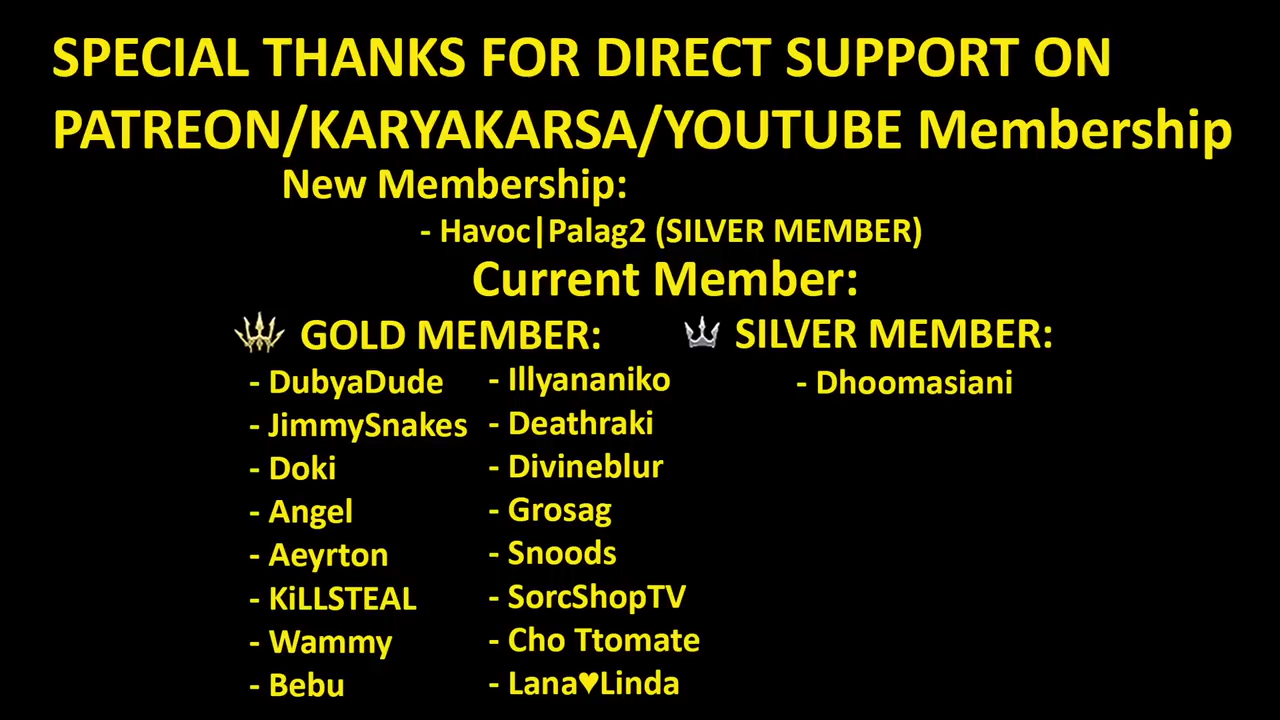 SPECIAL THANKS FOR DIRECT SUPPORT ON
PATREON/KARYAKARSA/YOUTUBE Membership
New Membership:
- Havoc|Palag2 (SILVER MEMBER)
Current Member:
GOLD MEMBER:
- DubyaDude
- JimmySnakes
- Doki
- Angel
- Aeyrton
- KiLLSTEAL
- Wammy
- Bebu
- Illyananiko
- Deathraki
- Divineblur
- Grosag
- Snoods
- SorcShopTV
- Cho Ttomate
- Lana♥Linda
SILVER MEMBER:
- Dhoomasiani